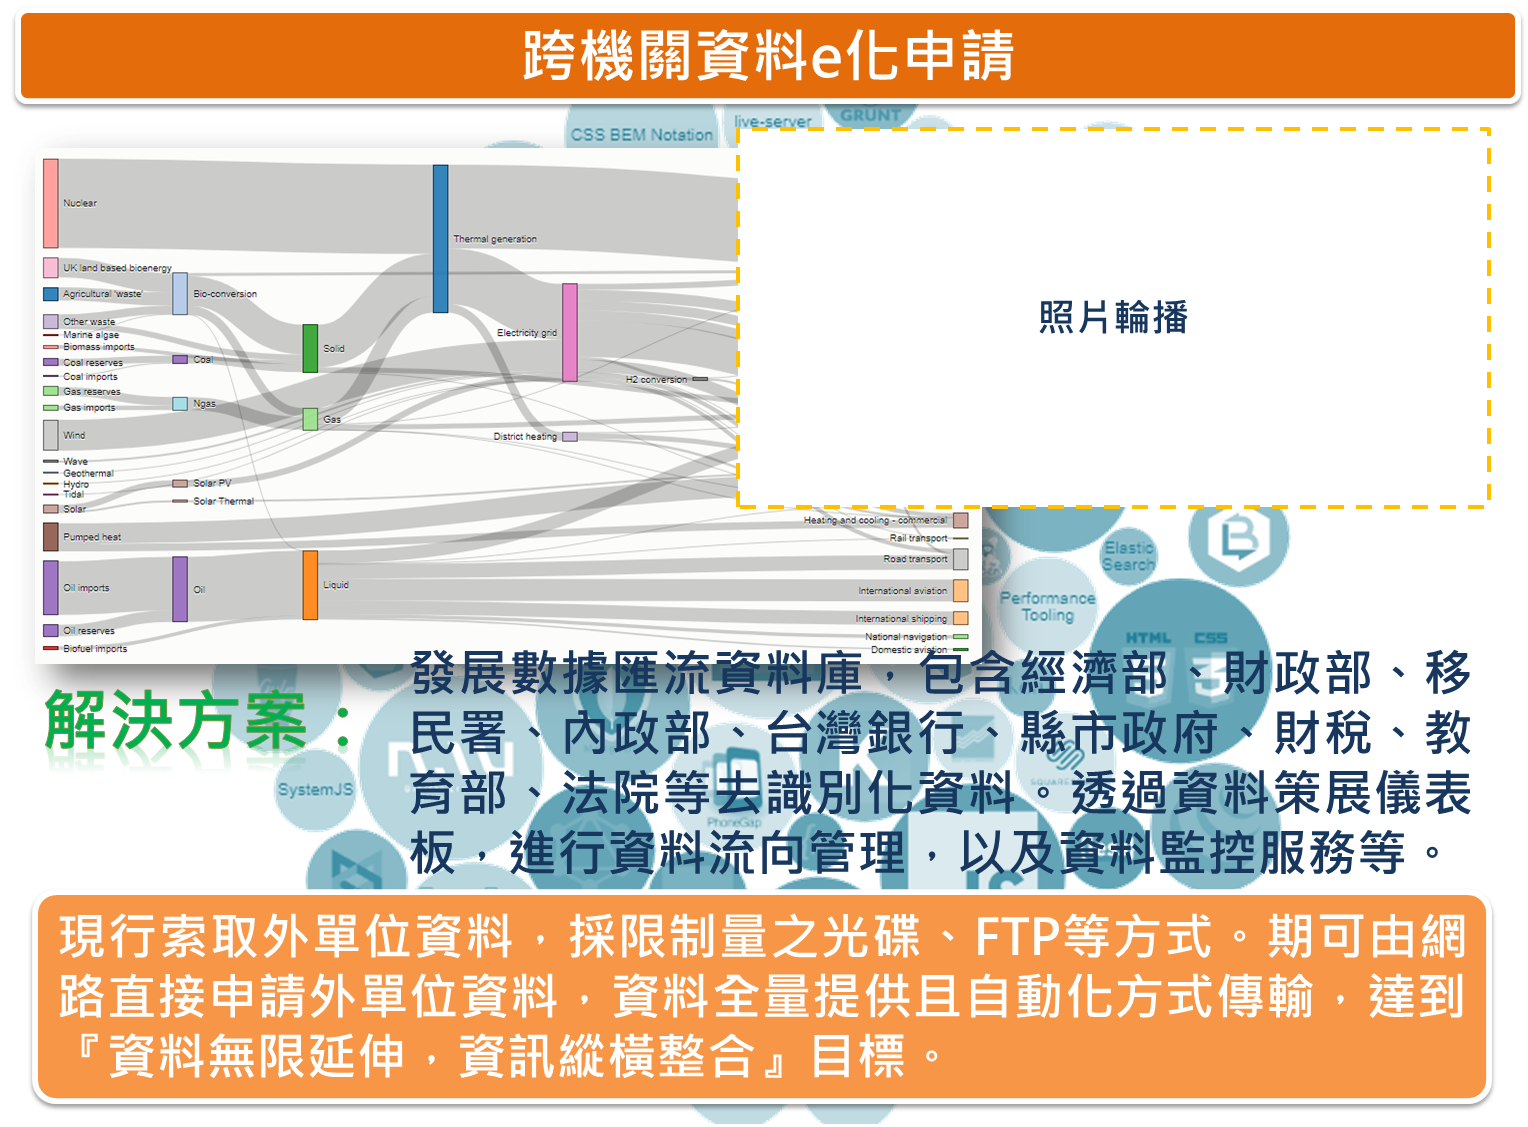 跨機關資料e化申請
CSS BEM Notation
live-server
GRUNT
Nuclear
Thermal generation
UK land based bioenergy
Agricultural 'waste'
Bio-conversion
Other waste
Marine algae
Biomass imports
Electricity grid
Solid
照片輪播
Coal reserves
Coal
Coal imports
H2 conversion
Gas reserves
Ngas
Gas imports
Gas
Wind
District heating
Wave
Geothermal
Hydro
Solar PV
Tidal
Solar Thermal
Solar
Heating and cooling - commercial
Pumped heat
Rail transport
Elastic
Search
Road transport
Oil imports
Oil
Liquid
International aviation
Performance
Tooling
International shipping
Oil reserves
National navigation
HTML CSS
Biofuel imports
Domestic aviation
解決方案：
發展數據匯流資料庫，包含經濟部、財政部、移
民署、內政部、台灣銀行、縣市政府、財稅、教
育部、法院等去識別化資料。透過資料策展儀表
板，進行資料流向管理，以及資料監控服務等。
SystemJS
PhoneGap
現行索取外單位資料，採限制量之光碟、FTP等方式。期可由網
路直接申請外單位資料，資料全量提供且自動化方式傳輸，達到
『資料無限延伸，資訊縱橫整合』目標。